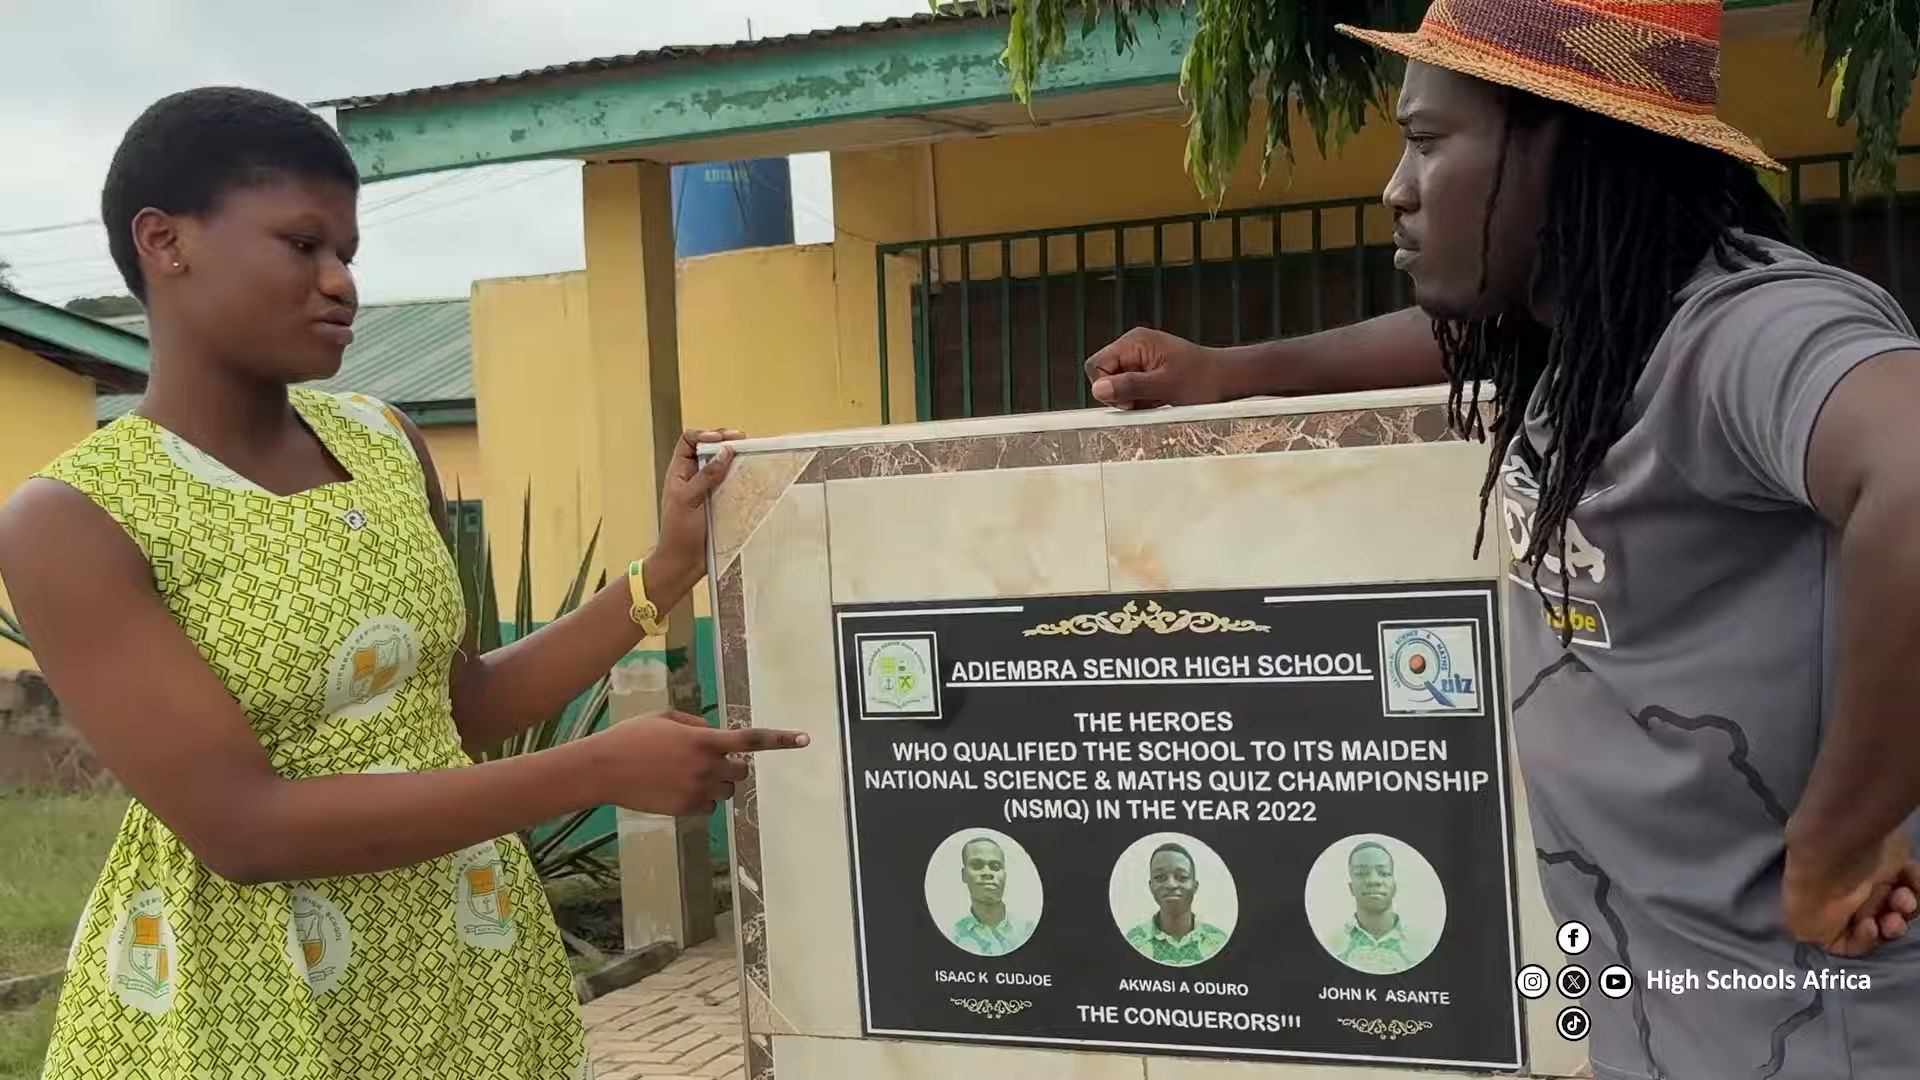 ADIEMBRA SENIOR HIGH SCHOOL
THE HEROES
WHO QUALIFIED THE SCHOOL TO ITS MAIDEN
NATIONAL SCIENCE & MATHS QUIZ CHAMPIONSHIP
(NSMQ) IN THE YEAR 2022
ISAAC K CUDJOE
AKWASI A ODURO
JOHN K ASANTE
THE CONQUERORS!!!
High Schools Africa